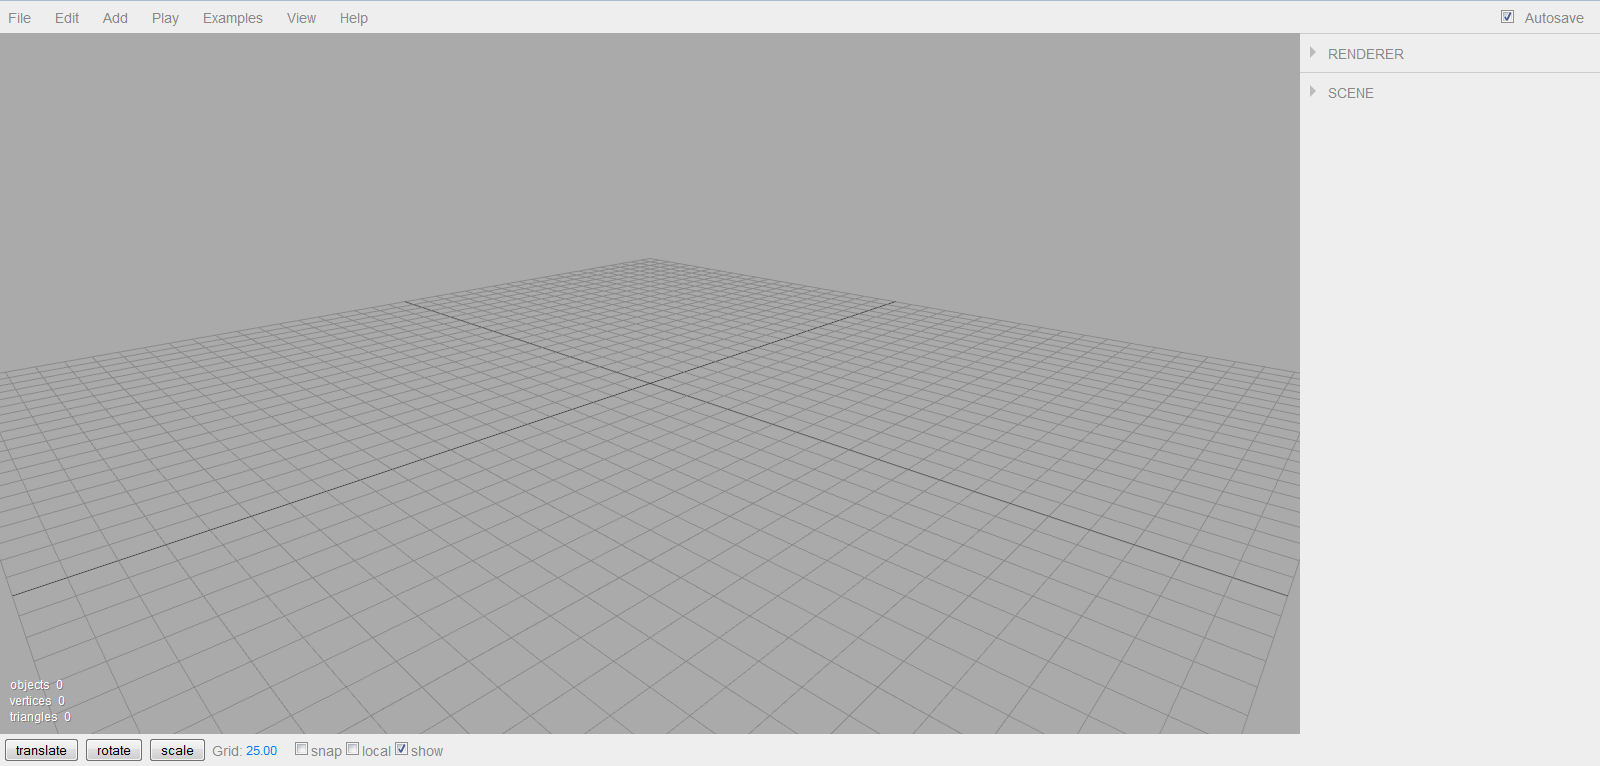 File Edit Add Play Examples View Help Autosave
RENDERER
SCENE
objects 0
vertices 0
triangles 0
translate rotate scale Grid: 25.00 snap local show